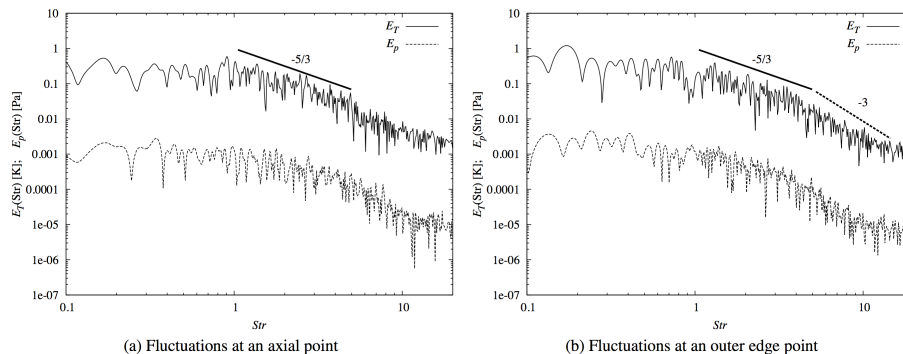 10
1
0.1
0.01
0.001
0.0001
1e-05
1e-06
1e-07
0.1
1
10
E_T(Str) [K]; E_p(Str) [Pa]
Str
E_T
E_p
-5/3
(a) Fluctuations at an axial point
10
1
0.1
0.01
0.001
0.0001
1e-05
1e-06
1e-07
0.1
1
10
E_T(Str) [K]; E_p(Str) [Pa]
Str
E_T
E_p
-5/3
-3
(b) Fluctuations at an outer edge point